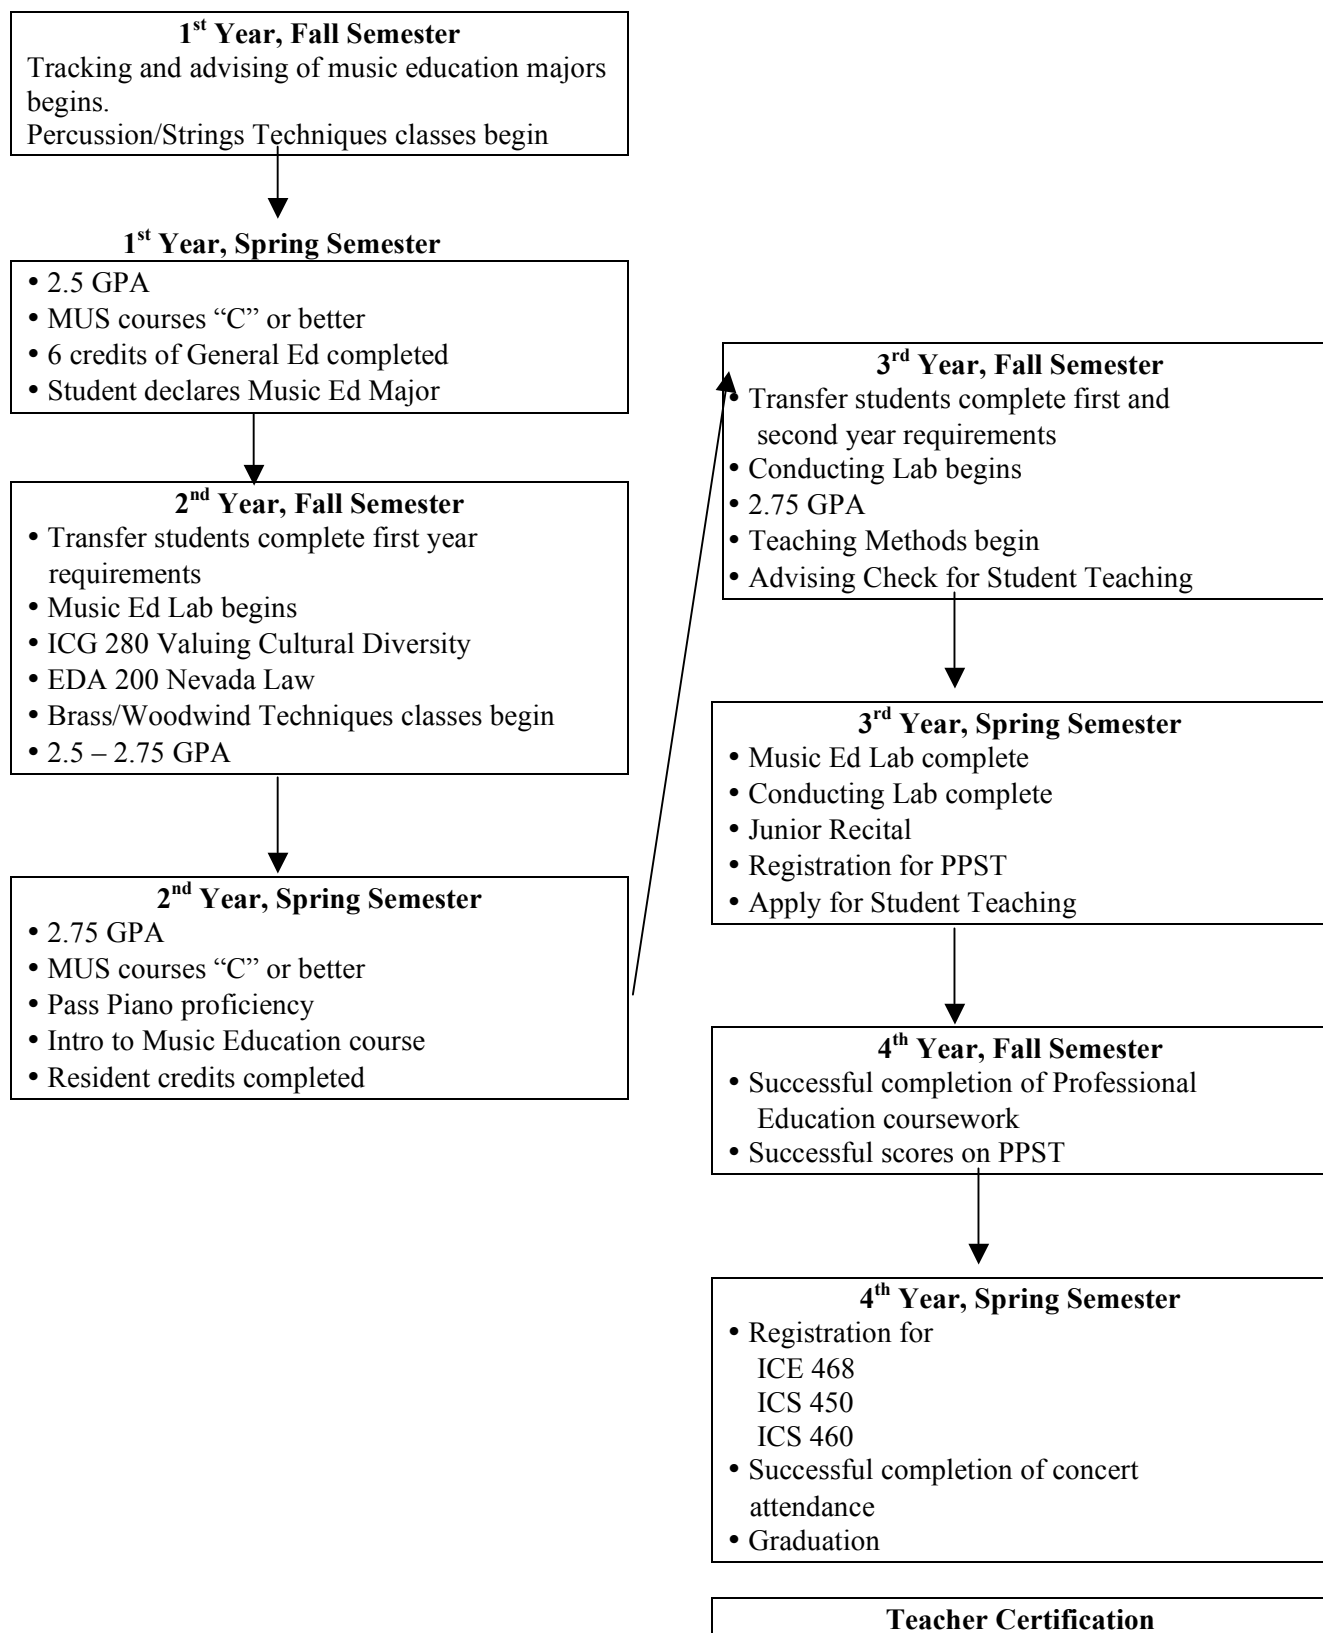 1st Year, Fall Semester
Tracking and advising of music education majors
begins.
Percussion/Strings Techniques classes begin
1st Year, Spring Semester
• 2.5 GPA
• MUS courses “C” or better
• 6 credits of General Ed completed
• Student declares Music Ed Major
2nd Year, Fall Semester
• Transfer students complete first year
requirements
• Music Ed Lab begins
• ICG 280 Valuing Cultural Diversity
• EDA 200 Nevada Law
• Brass/Woodwind Techniques classes begin
• 2.5 – 2.75 GPA
2nd Year, Spring Semester
• 2.75 GPA
• MUS courses “C” or better
• Pass Piano proficiency
• Intro to Music Education course
• Resident credits completed
3rd Year, Fall Semester
• Transfer students complete first and
second year requirements
• Conducting Lab begins
• 2.75 GPA
• Teaching Methods begin
• Advising Check for Student Teaching
3rd Year, Spring Semester
• Music Ed Lab complete
• Conducting Lab complete
• Junior Recital
• Registration for PPST
• Apply for Student Teaching
4th Year, Fall Semester
• Successful completion of Professional
Education coursework
• Successful scores on PPST
4th Year, Spring Semester
• Registration for
ICE 468
ICS 450
ICS 460
• Successful completion of concert
attendance
• Graduation
Teacher Certification